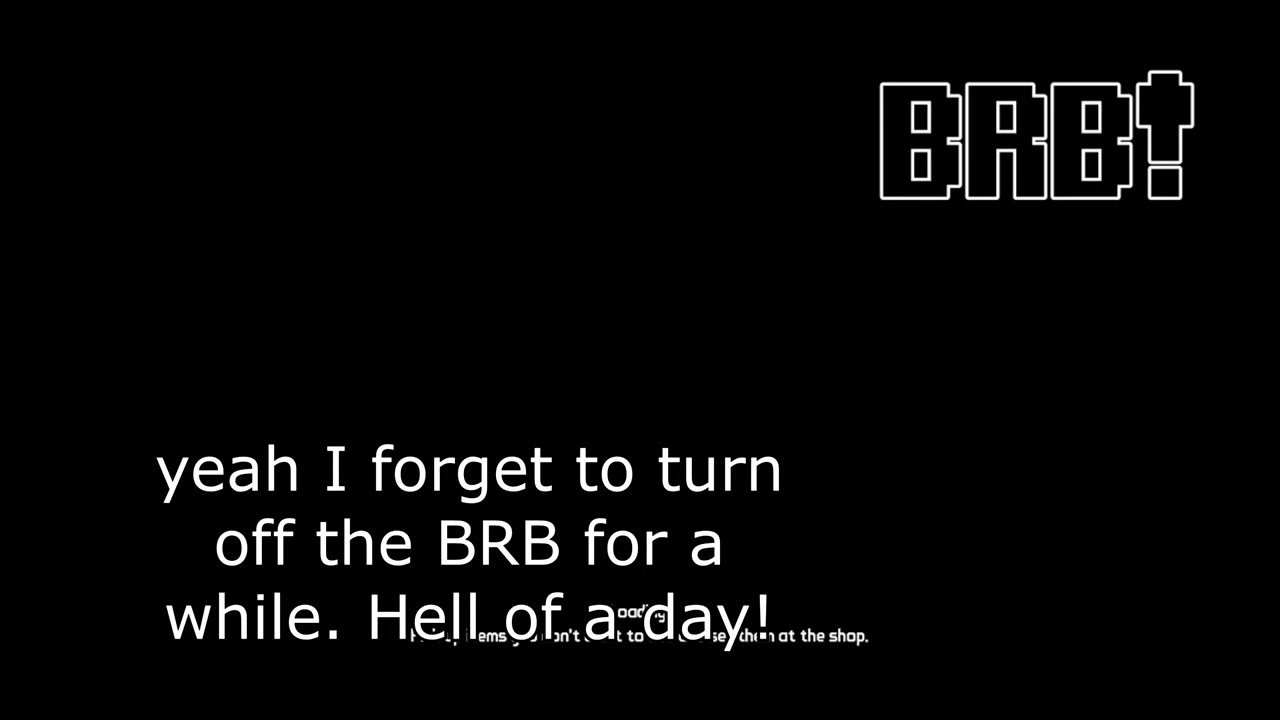 BRB!
yeah I forget to turn
off the BRB for a
while. Hell of a day!
at the shop.